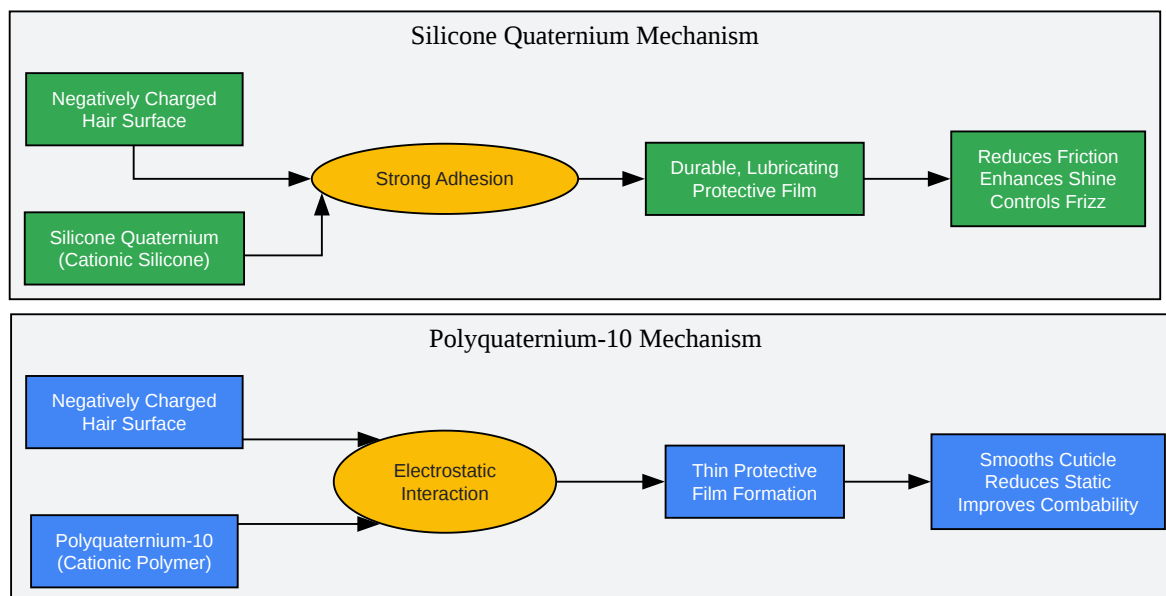 Silicone Quaternium Mechanism
Negatively Charged
Hair Surface
Strong Adhesion
Durable, Lubricating
Protective Film
Reduces Friction
Enhances Shine
Controls Frizz
Silicone Quaternium
(Cationic Silicone)
Polyquaternium-10 Mechanism
Negatively Charged
Hair Surface
Electrostatic
Interaction
Thin Protective
Film Formation
Smooths Cuticle
Reduces Static
Improves Combability
Polyquaternium-10
(Cationic Polymer)